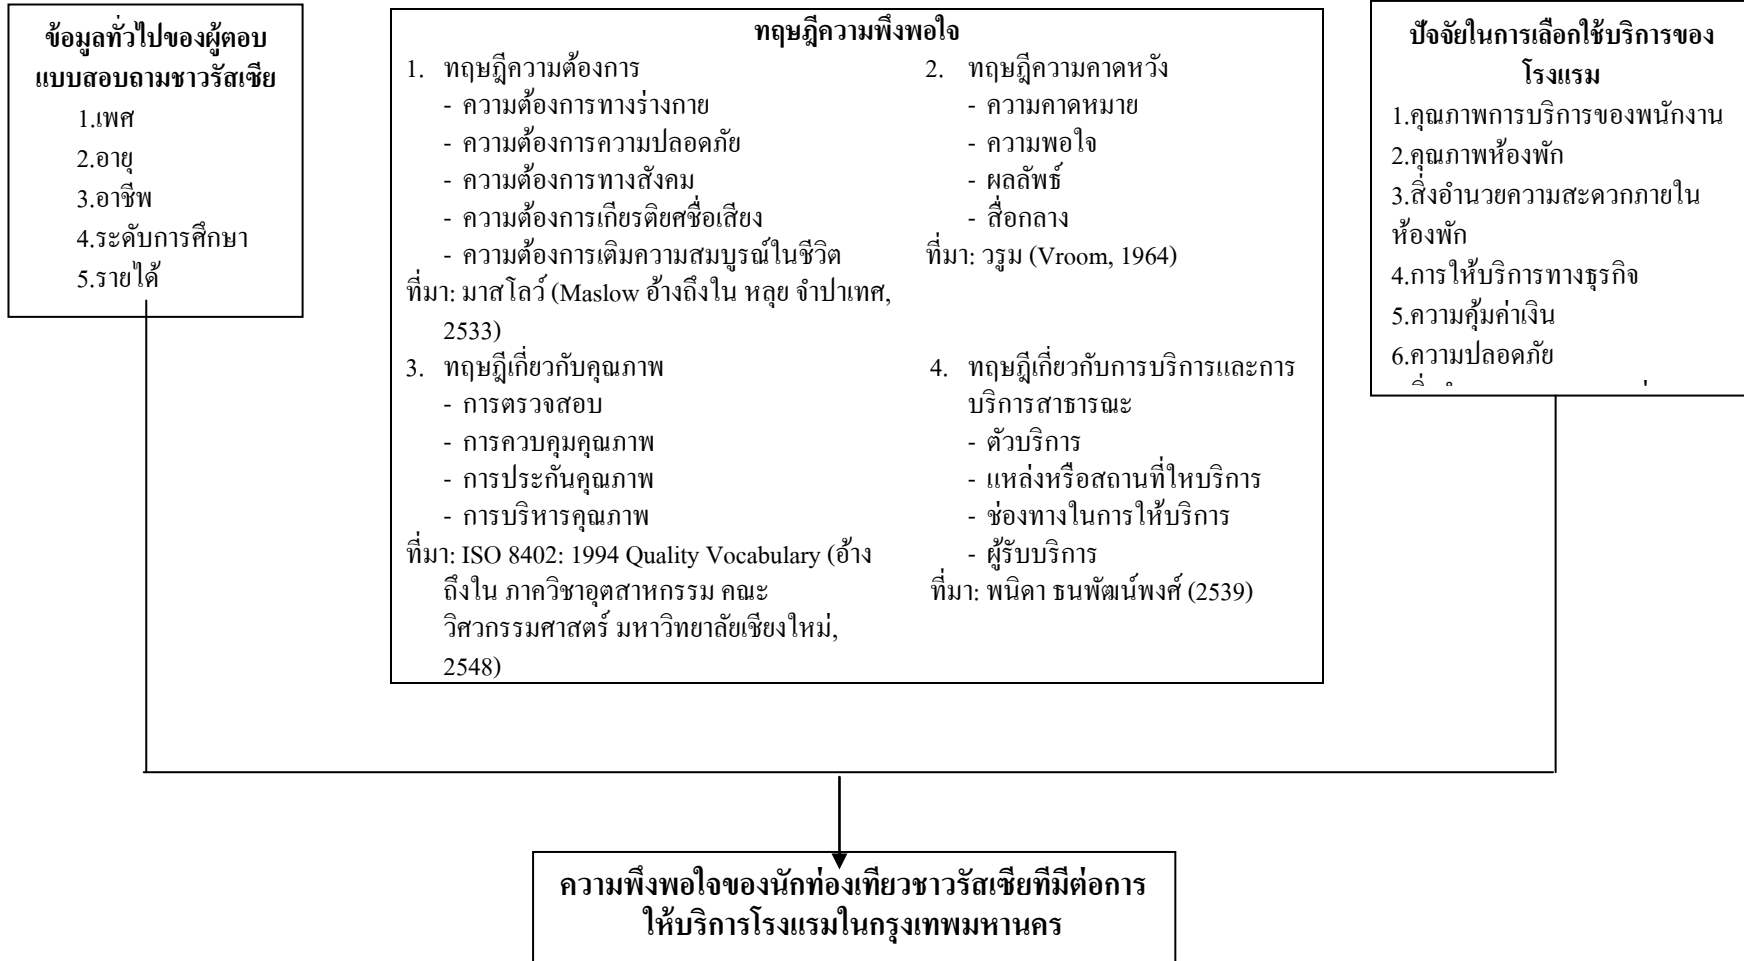 ข้อมูลทั่วไปของผู้ตอบ
แบบสอบถามชาวรัสเซีย
1.เพศ
2.อายุ
3.อาชีพ
4.ระดับการศึกษา
5.รายได้
ทฤษฎีความพึงพอใจ
1. ทฤษฎีความต้องการ
- ความต้องการทางร่างกาย
- ความต้องการความปลอดภัย
- ความต้องการทางสังคม
- ความต้องการเกียรติยศชื่อเสียง
- ความต้องการเติมความสมบูรณ์ในชีวิต
ที่มา: มาสโลว์ (Maslow อ้างถึงใน หลุย จำปาเทศ,
2533)
2. ทฤษฎีความคาดหวัง
- ความคาดหมาย
- ความพอใจ
- ผลลัพธ์
- สื่อกลาง
ที่มา: วรูม (Vroom, 1964)
3. ทฤษฎีเกี่ยวกับคุณภาพ
- การตรวจสอบ
- การควบคุมคุณภาพ
- การประกันคุณภาพ
- การบริหารคุณภาพ
ที่มา: ISO 8402: 1994 Quality Vocabulary (อ้าง
ถึงใน ภาควิชาอุตสาหกรรม คณะ
วิศวกรรมศาสตร์ มหาวิทยาลัยเชียงใหม่,
2548)
4. ทฤษฎีเกี่ยวกับการบริการและการ
บริการสาธารณะ
- ตัวบริการ
- แหล่งหรือสถานที่ใหบริการ
- ช่องทางในการให้บริการ
- ผู้รับบริการ
ที่มา: พนิดา ธนพัฒน์พงศ์ (2539)
ปัจจัยในการเลือกใช้บริการของ
โรงแรม
1.คุณภาพการบริการของพนักงาน
2.คุณภาพห้องพัก
3.สิ่งอำนวยความสะดวกภายใน
ห้องพัก
4.การให้บริการทางธุรกิจ
5.ความคุ้มค่าเงิน
6.ความปลอดภัย
ความพึงพอใจของนักท่องเทียวชาวรัสเซียทีมีต่อการ
ให้บริการโรงแรมในกรุงเทพมหานคร